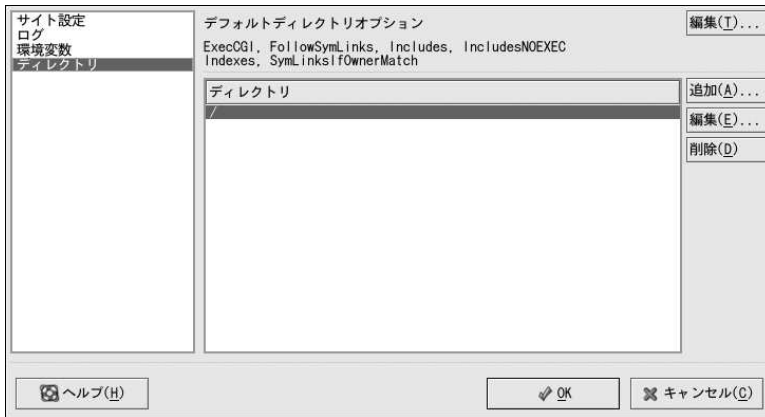 サイト設定
ログ
環境変数
ディレクトリ
デフォルトディレクトリオプション
編集(T)...
ExecCGI, FollowSymLinks, Includes, IncludesNOEXEC
Indexes, SymLinksIfOwnerMatch
ディレクトリ
/
追加(A)...
編集(E)...
削除(D)
ヘルプ(H)
OK
キャンセル(C)